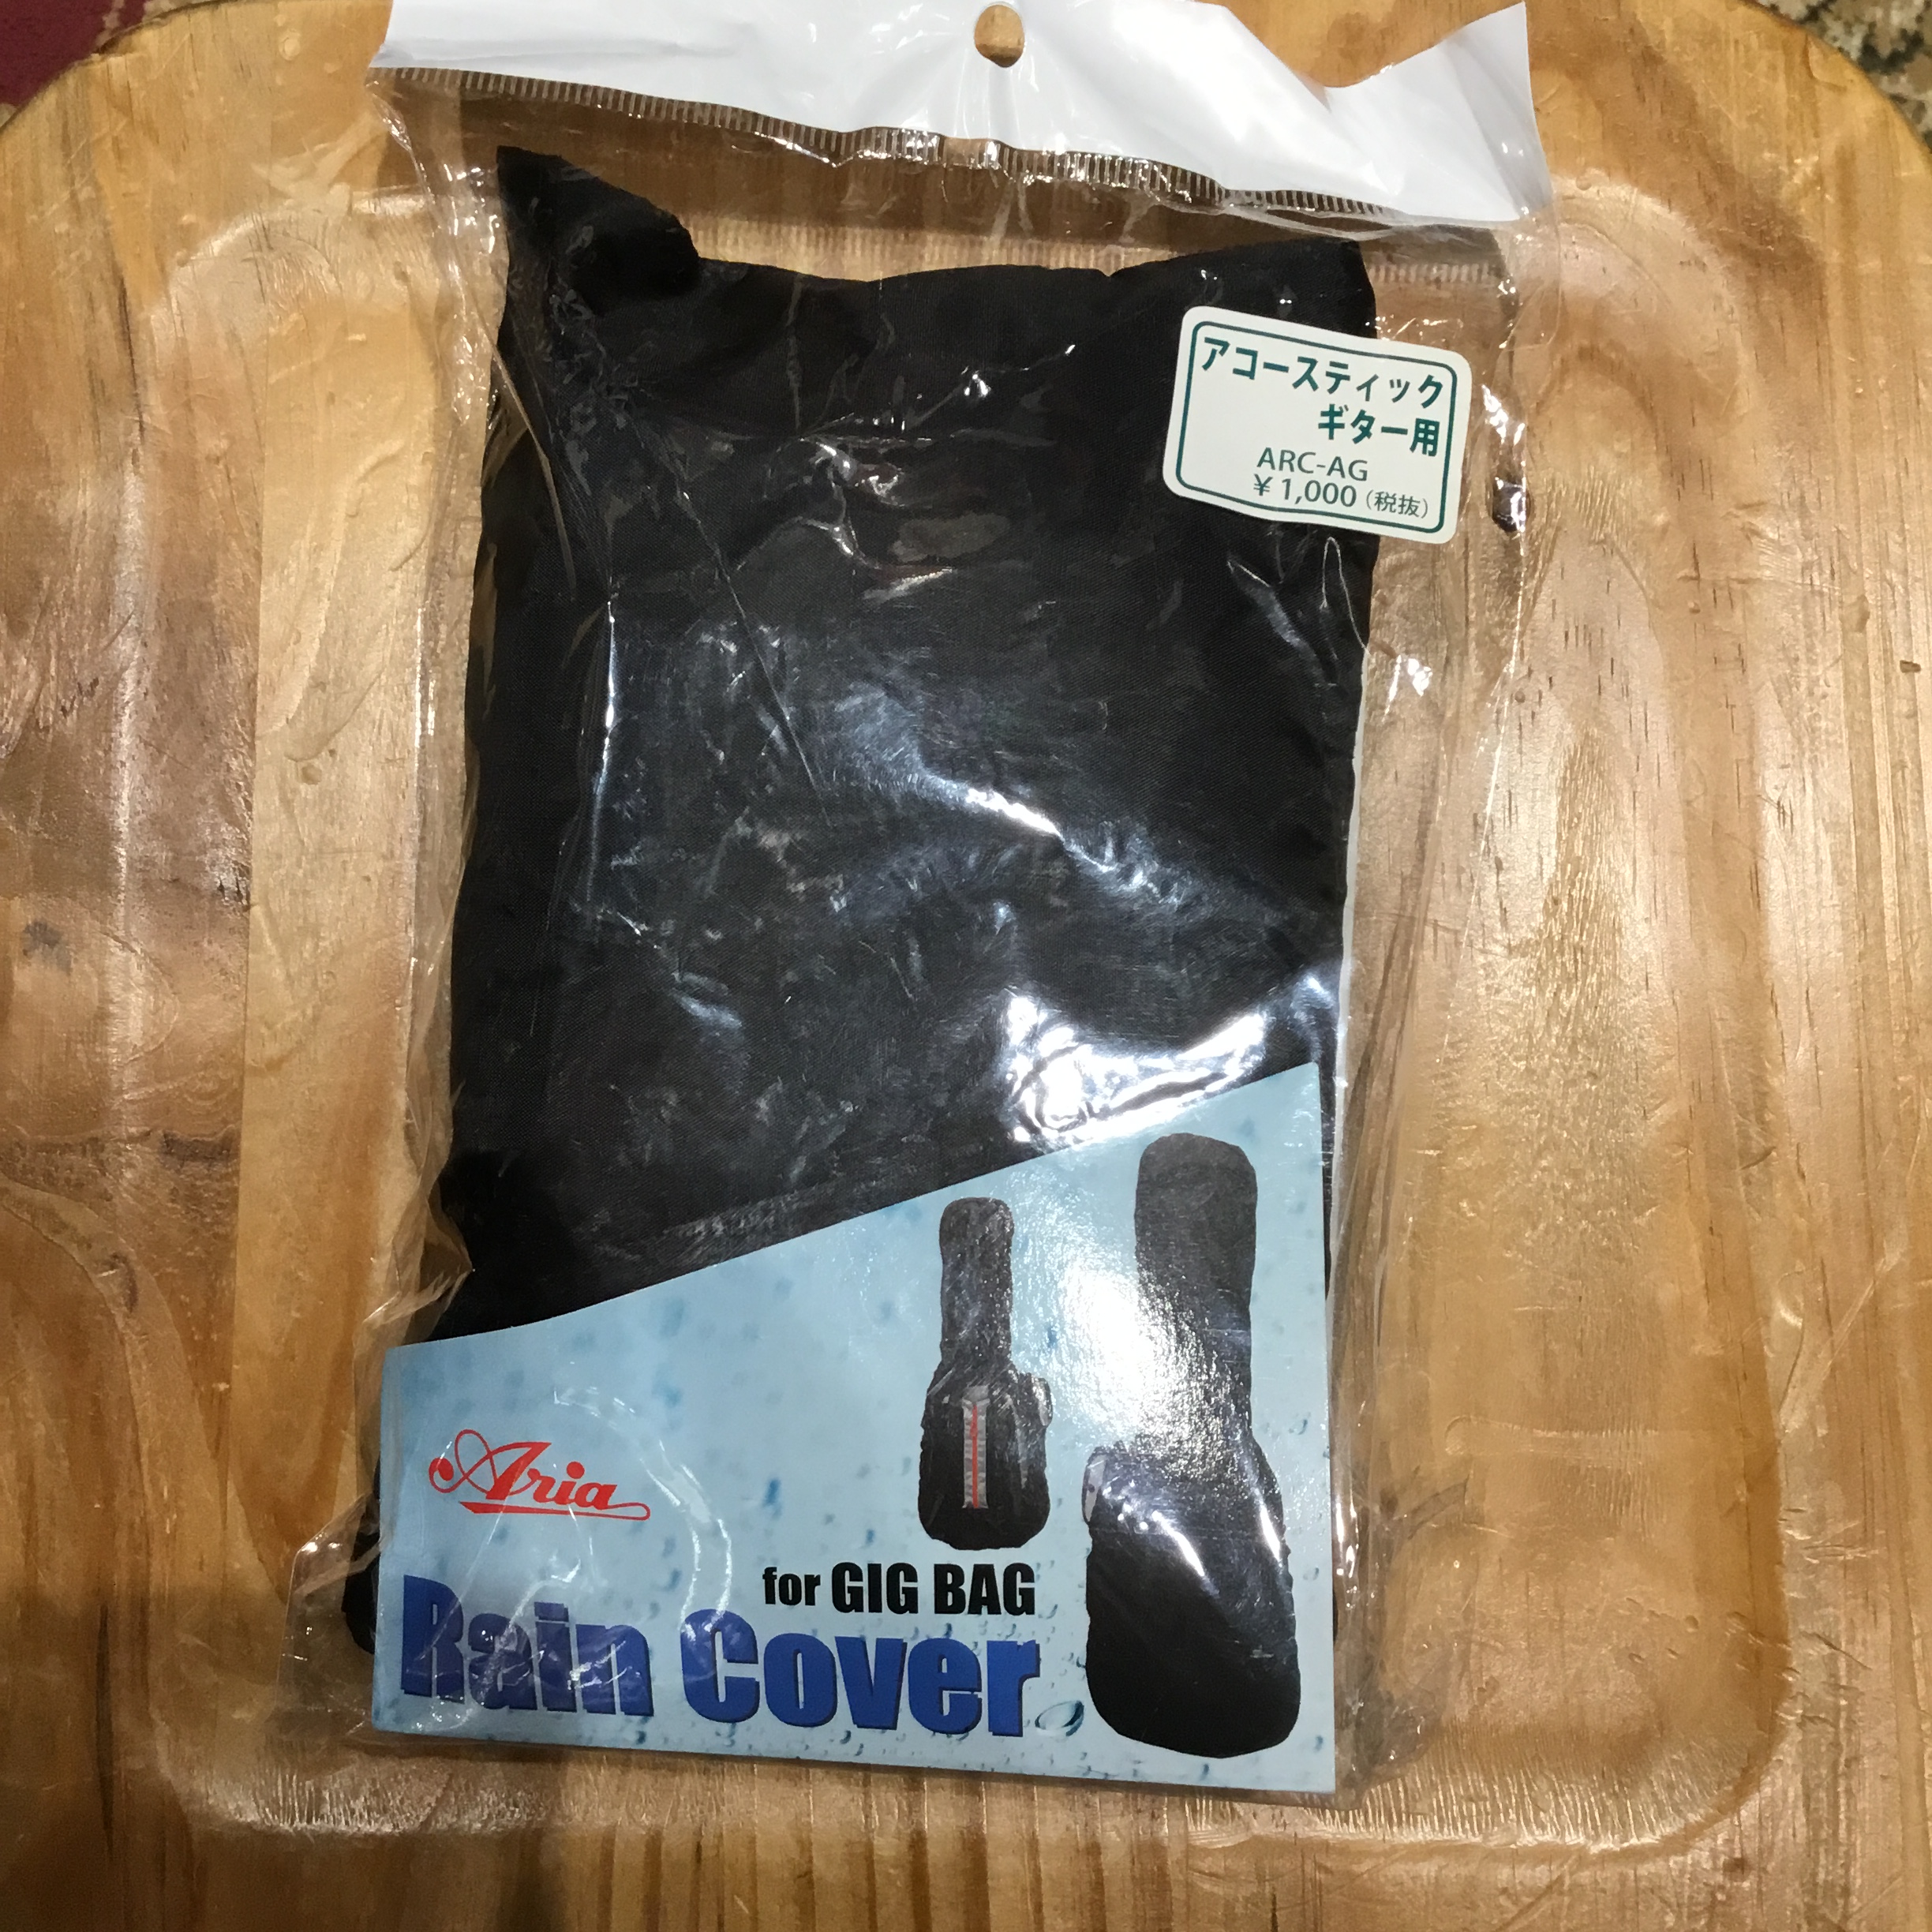 アコースティック
ギター用
ARC-AG
¥1,000(税抜)
Aria
for GIG BAG
Rain Cover